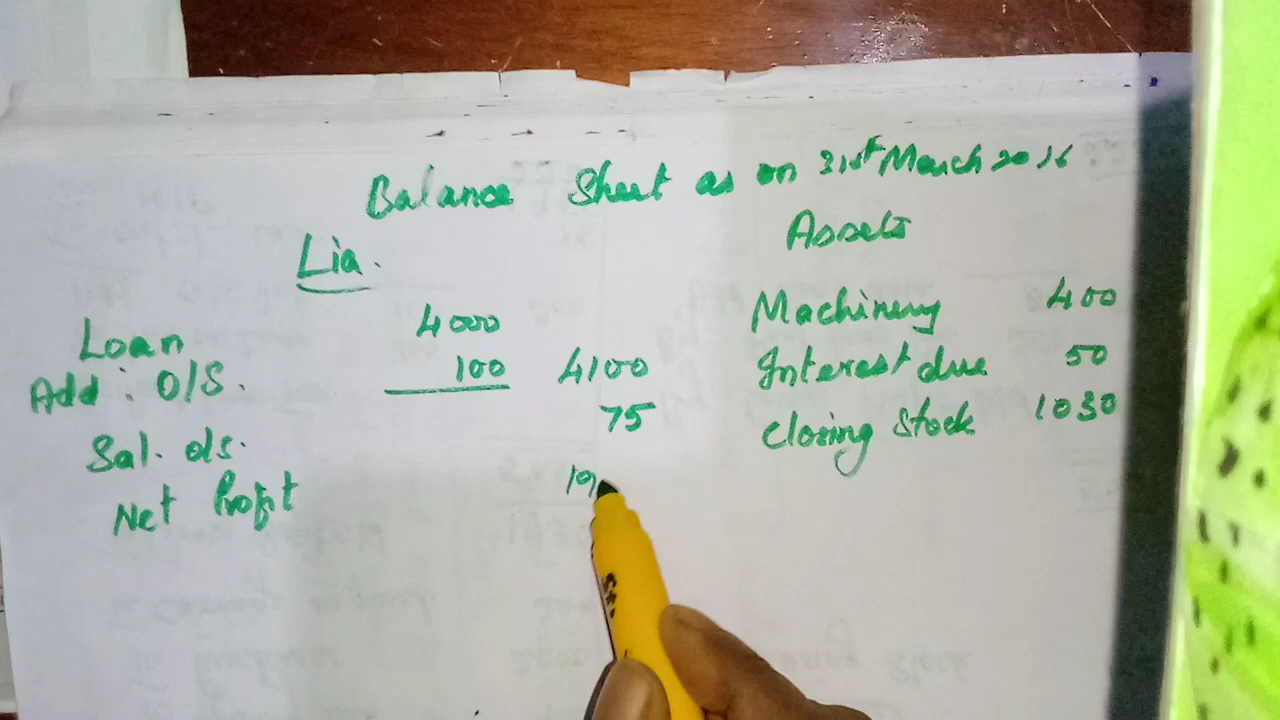 Balance Sheet as on 31st March 2016
Lia.
Assets
Loan 4000
Add : O/S. 100 4100
Sal. o/s. 75
Net Profit 19
Machinery 400
Interest due 50
Closing Stock 1030